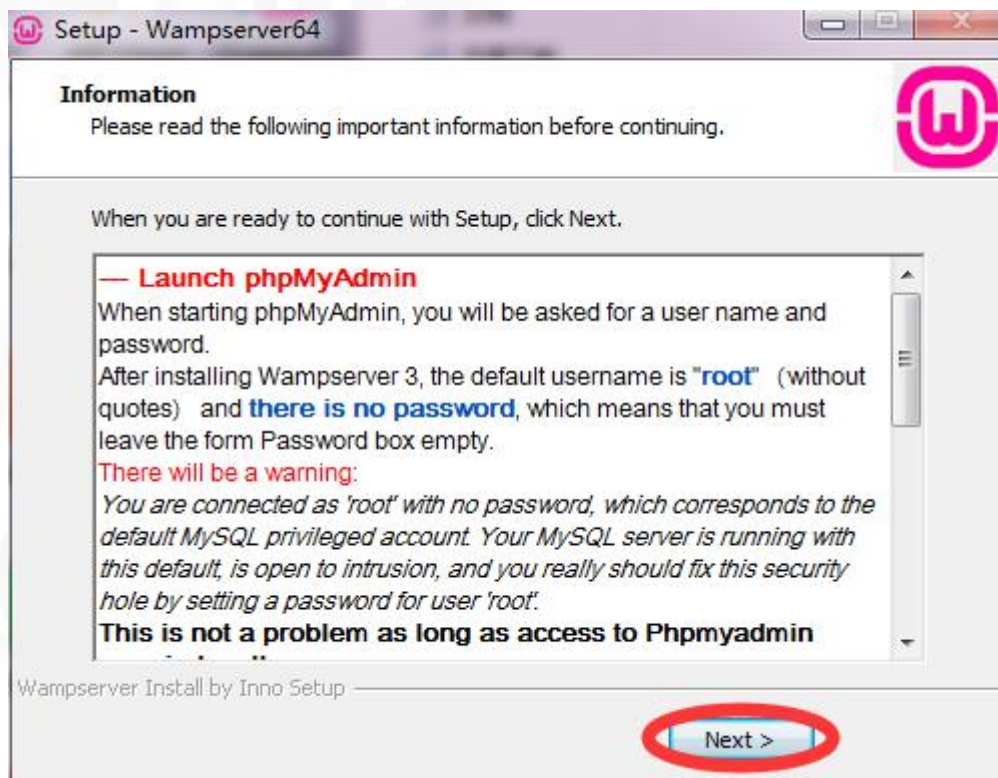 Setup - Wampserver64
Information
Please read the following important information before continuing.
When you are ready to continue with Setup, click Next.
— Launch phpMyAdmin
When starting phpMyAdmin, you will be asked for a user name and
password.
After installing Wampserver 3, the default username is "root" （without
quotes） and there is no password, which means that you must
leave the form Password box empty.
There will be a warning:
You are connected as 'root' with no password, which corresponds to the
default MySQL privileged account. Your MySQL server is running with
this default, is open to intrusion, and you really should fix this security
hole by setting a password for user 'root'.
This is not a problem as long as access to Phpmyadmin
Wampserver Install by Inno Setup
Next >